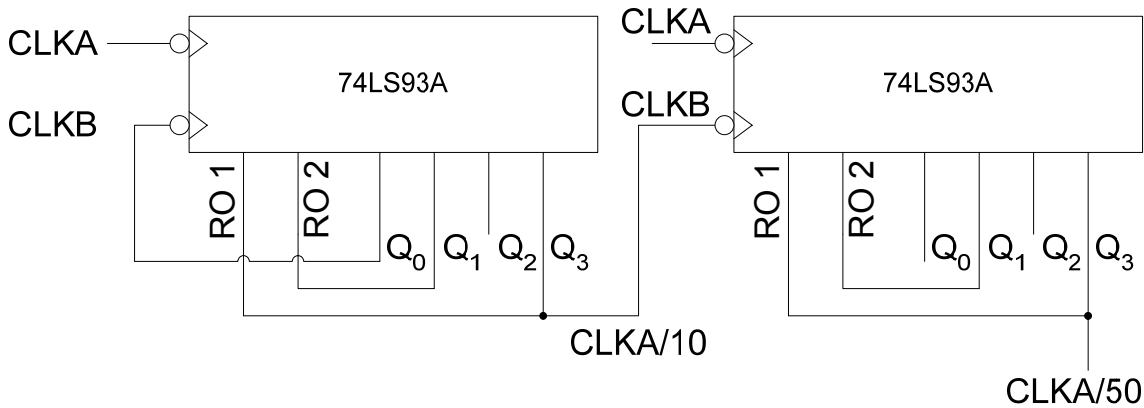 CLKA
74LS93A
CLKB
RO 1
RO 2
Q0
Q1
Q2
Q3
CLKA/10
CLKA
74LS93A
CLKB
RO 1
RO 2
Q0
Q1
Q2
Q3
CLKA/50